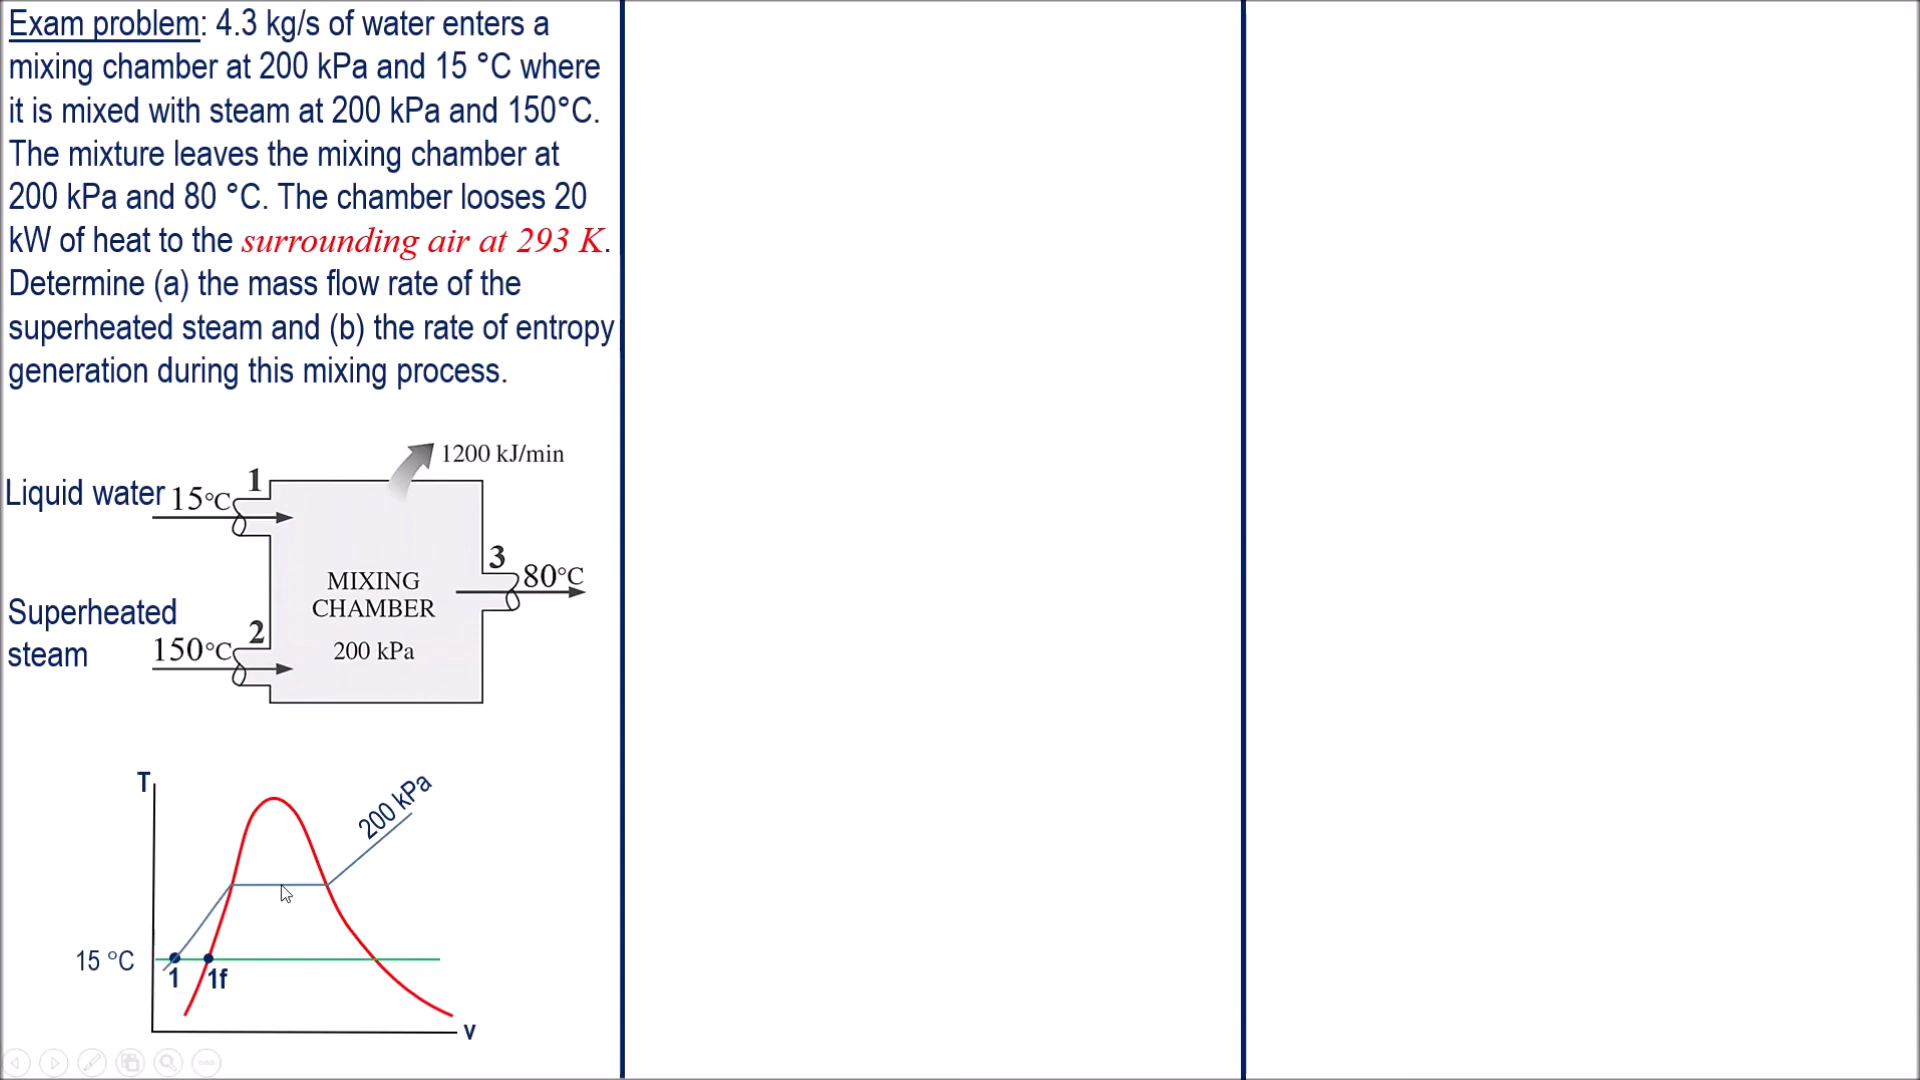 Exam problem: 4.3 kg/s of water enters a
mixing chamber at 200 kPa and 15 °C where
it is mixed with steam at 200 kPa and 150°C.
The mixture leaves the mixing chamber at
200 kPa and 80 °C. The chamber looses 20
kW of heat to the surrounding air at 293 K.
Determine (a) the mass flow rate of the
superheated steam and (b) the rate of entropy
generation during this mixing process.
1200 kJ/min
1
Liquid water 15°C
3
80°C
MIXING
CHAMBER
Superheated
steam
2
150°C
200 kPa
T
200 kPa
15 °C
1
1f
v